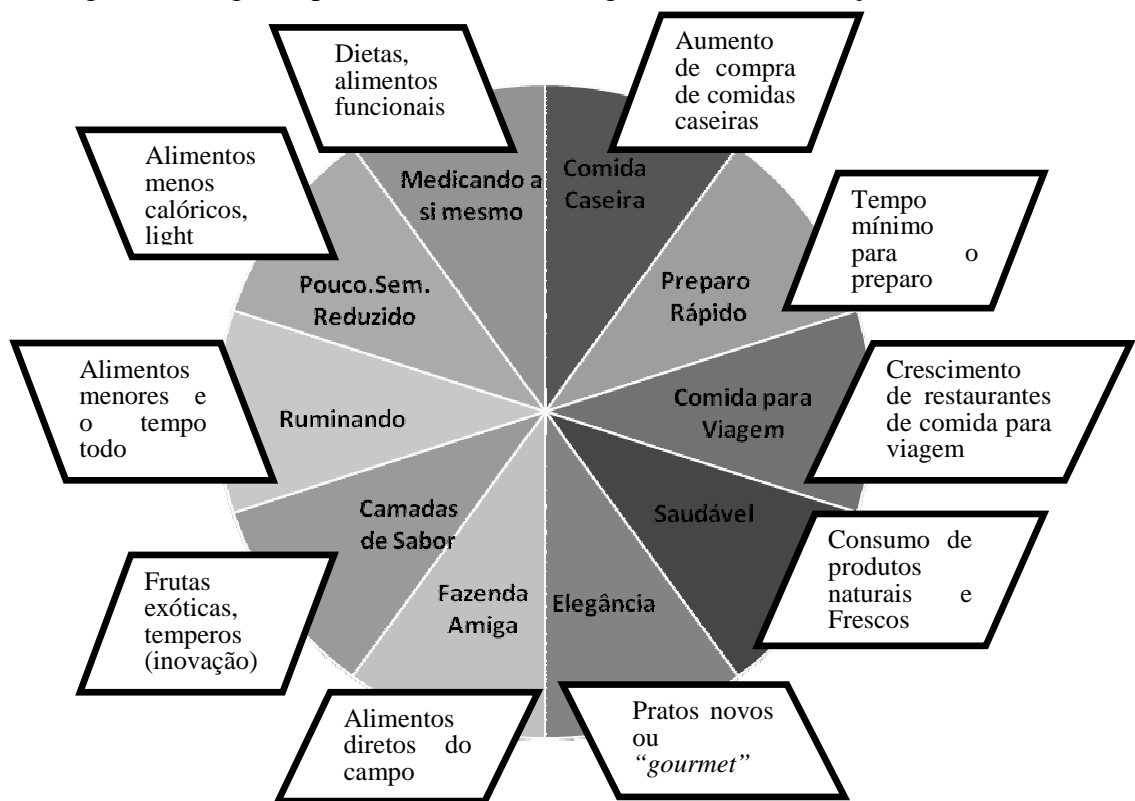 Dietas,
alimentos
funcionais
Aumento
de compra
de comidas
caseiras
Alimentos
menos
calóricos,
light
Medicando a
si mesmo
Comida
Caseira
Tempo
mínimo
para o
preparo
Pouco.Sem.
Reduzido
Preparo
Rápido
Alimentos
menores e
o tempo
todo
Ruminando
Comida para
Viagem
Crescimento
de restaurantes
de comida para
viagem
Camadas
de Sabor
Saudável
Consumo de
produtos
naturais e
Frescos
Frutas
exóticas,
temperos
(inovação)
Fazenda
Amiga
Elegância
Alimentos
diretos do
campo
Pratos novos
ou
“gourmet”